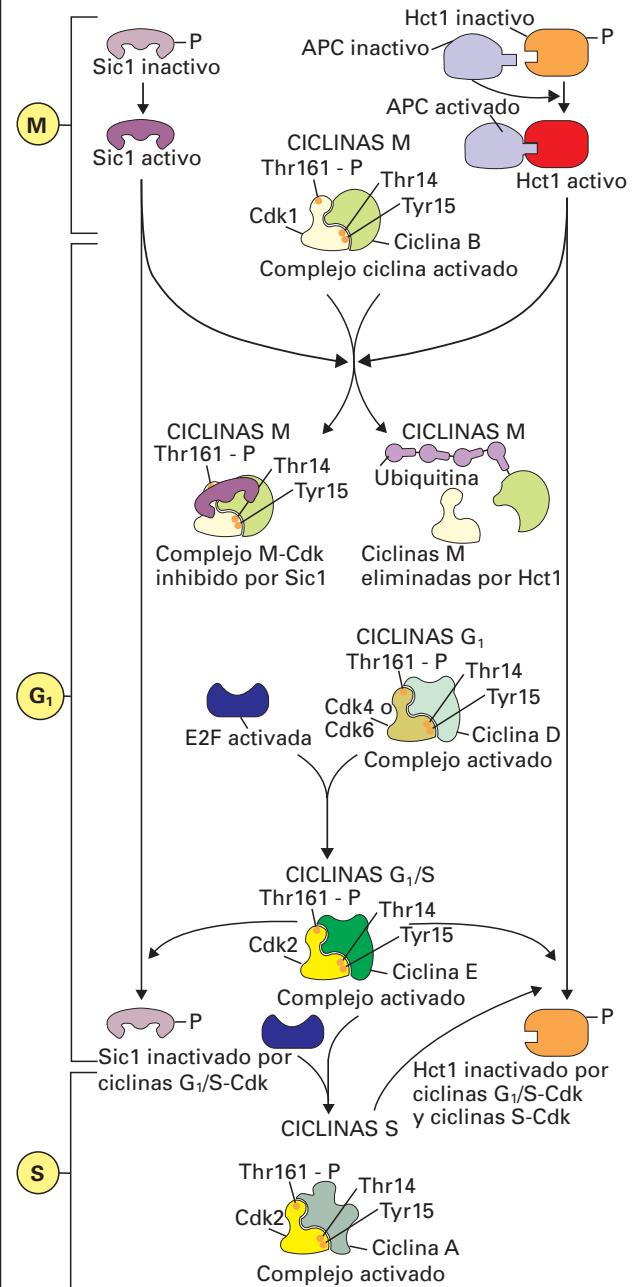 Hct1 inactivo
APC inactivo
P
P
Sic1 inactivo
M
APC activado
Sic1 activo
CICLINAS M
Thr161 - P
Thr14
Tyr15
Hct1 activo
Cdk1
Ciclina B
Complejo ciclina activado
CICLINAS M
Thr161 - P
Thr14
Tyr15
Complejo M-Cdk
inhibido por Sic1
CICLINAS M
Ubiquitina
Ciclinas M
eliminadas por Hct1
G₁
CICLINAS G₁
Thr161 - P
Thr14
Tyr15
Cdk4 o
Cdk6
Ciclina D
Complejo activado
E2F activada
CICLINAS G₁/S
Thr161 - P
Thr14
Tyr15
Cdk2
Ciclina E
Complejo activado
P
Sic1 inactivado por
ciclinas G₁/S-Cdk
P
Hct1 inactivado por
ciclinas G₁/S-Cdk
y ciclinas S-Cdk
CICLINAS S
S
Thr161 - P
Thr14
Tyr15
Cdk2
Ciclina A
Complejo activado